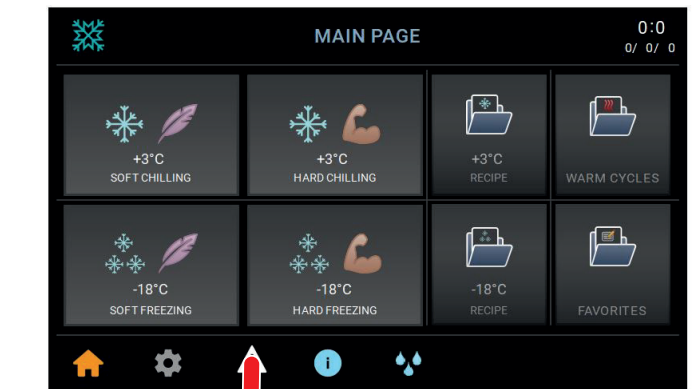 MAIN PAGE
0:0
0/ 0/ 0
+3°C
SOFT CHILLING
+3°C
HARD CHILLING
+3°C
RECIPE
WARM CYCLES
-18°C
SOFT FREEZING
-18°C
HARD FREEZING
-18°C
RECIPE
FAVORITES
i